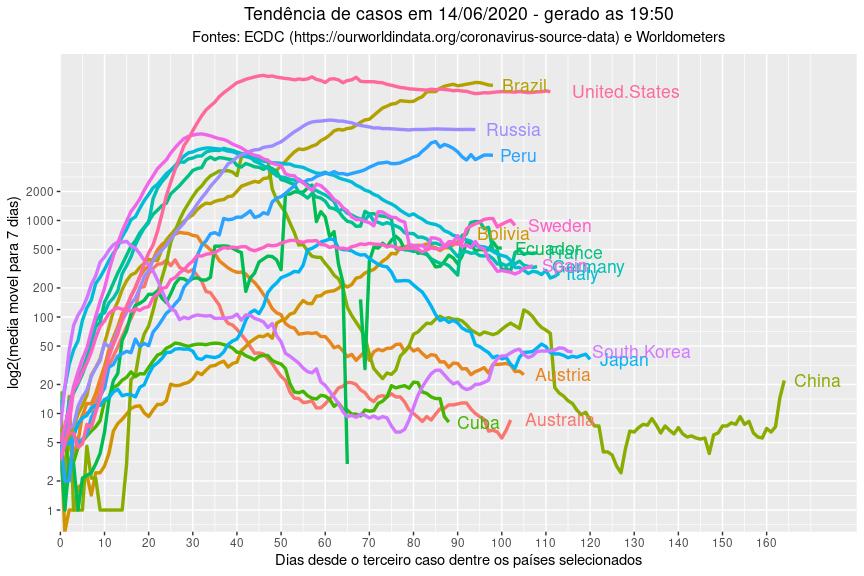 Tendência de casos em 14/06/2020 - gerado as 19:50
Fontes: ECDC (https://ourworldindata.org/coronavirus-source-data) e Worldometers
log2(media movel para 7 dias)
2000
1000
500
200
100
50
20
10
5
2
1
Brazil
United.States
Russia
Peru
Sweden
Bolivia
Ecuador
France
Spain
Germany
Italy
South.Korea
Japan
Austria
China
Cuba
Australia
0 10 20 30 40 50 60 70 80 90 100 110 120 130 140 150 160
Dias desde o terceiro caso dentre os países selecionados